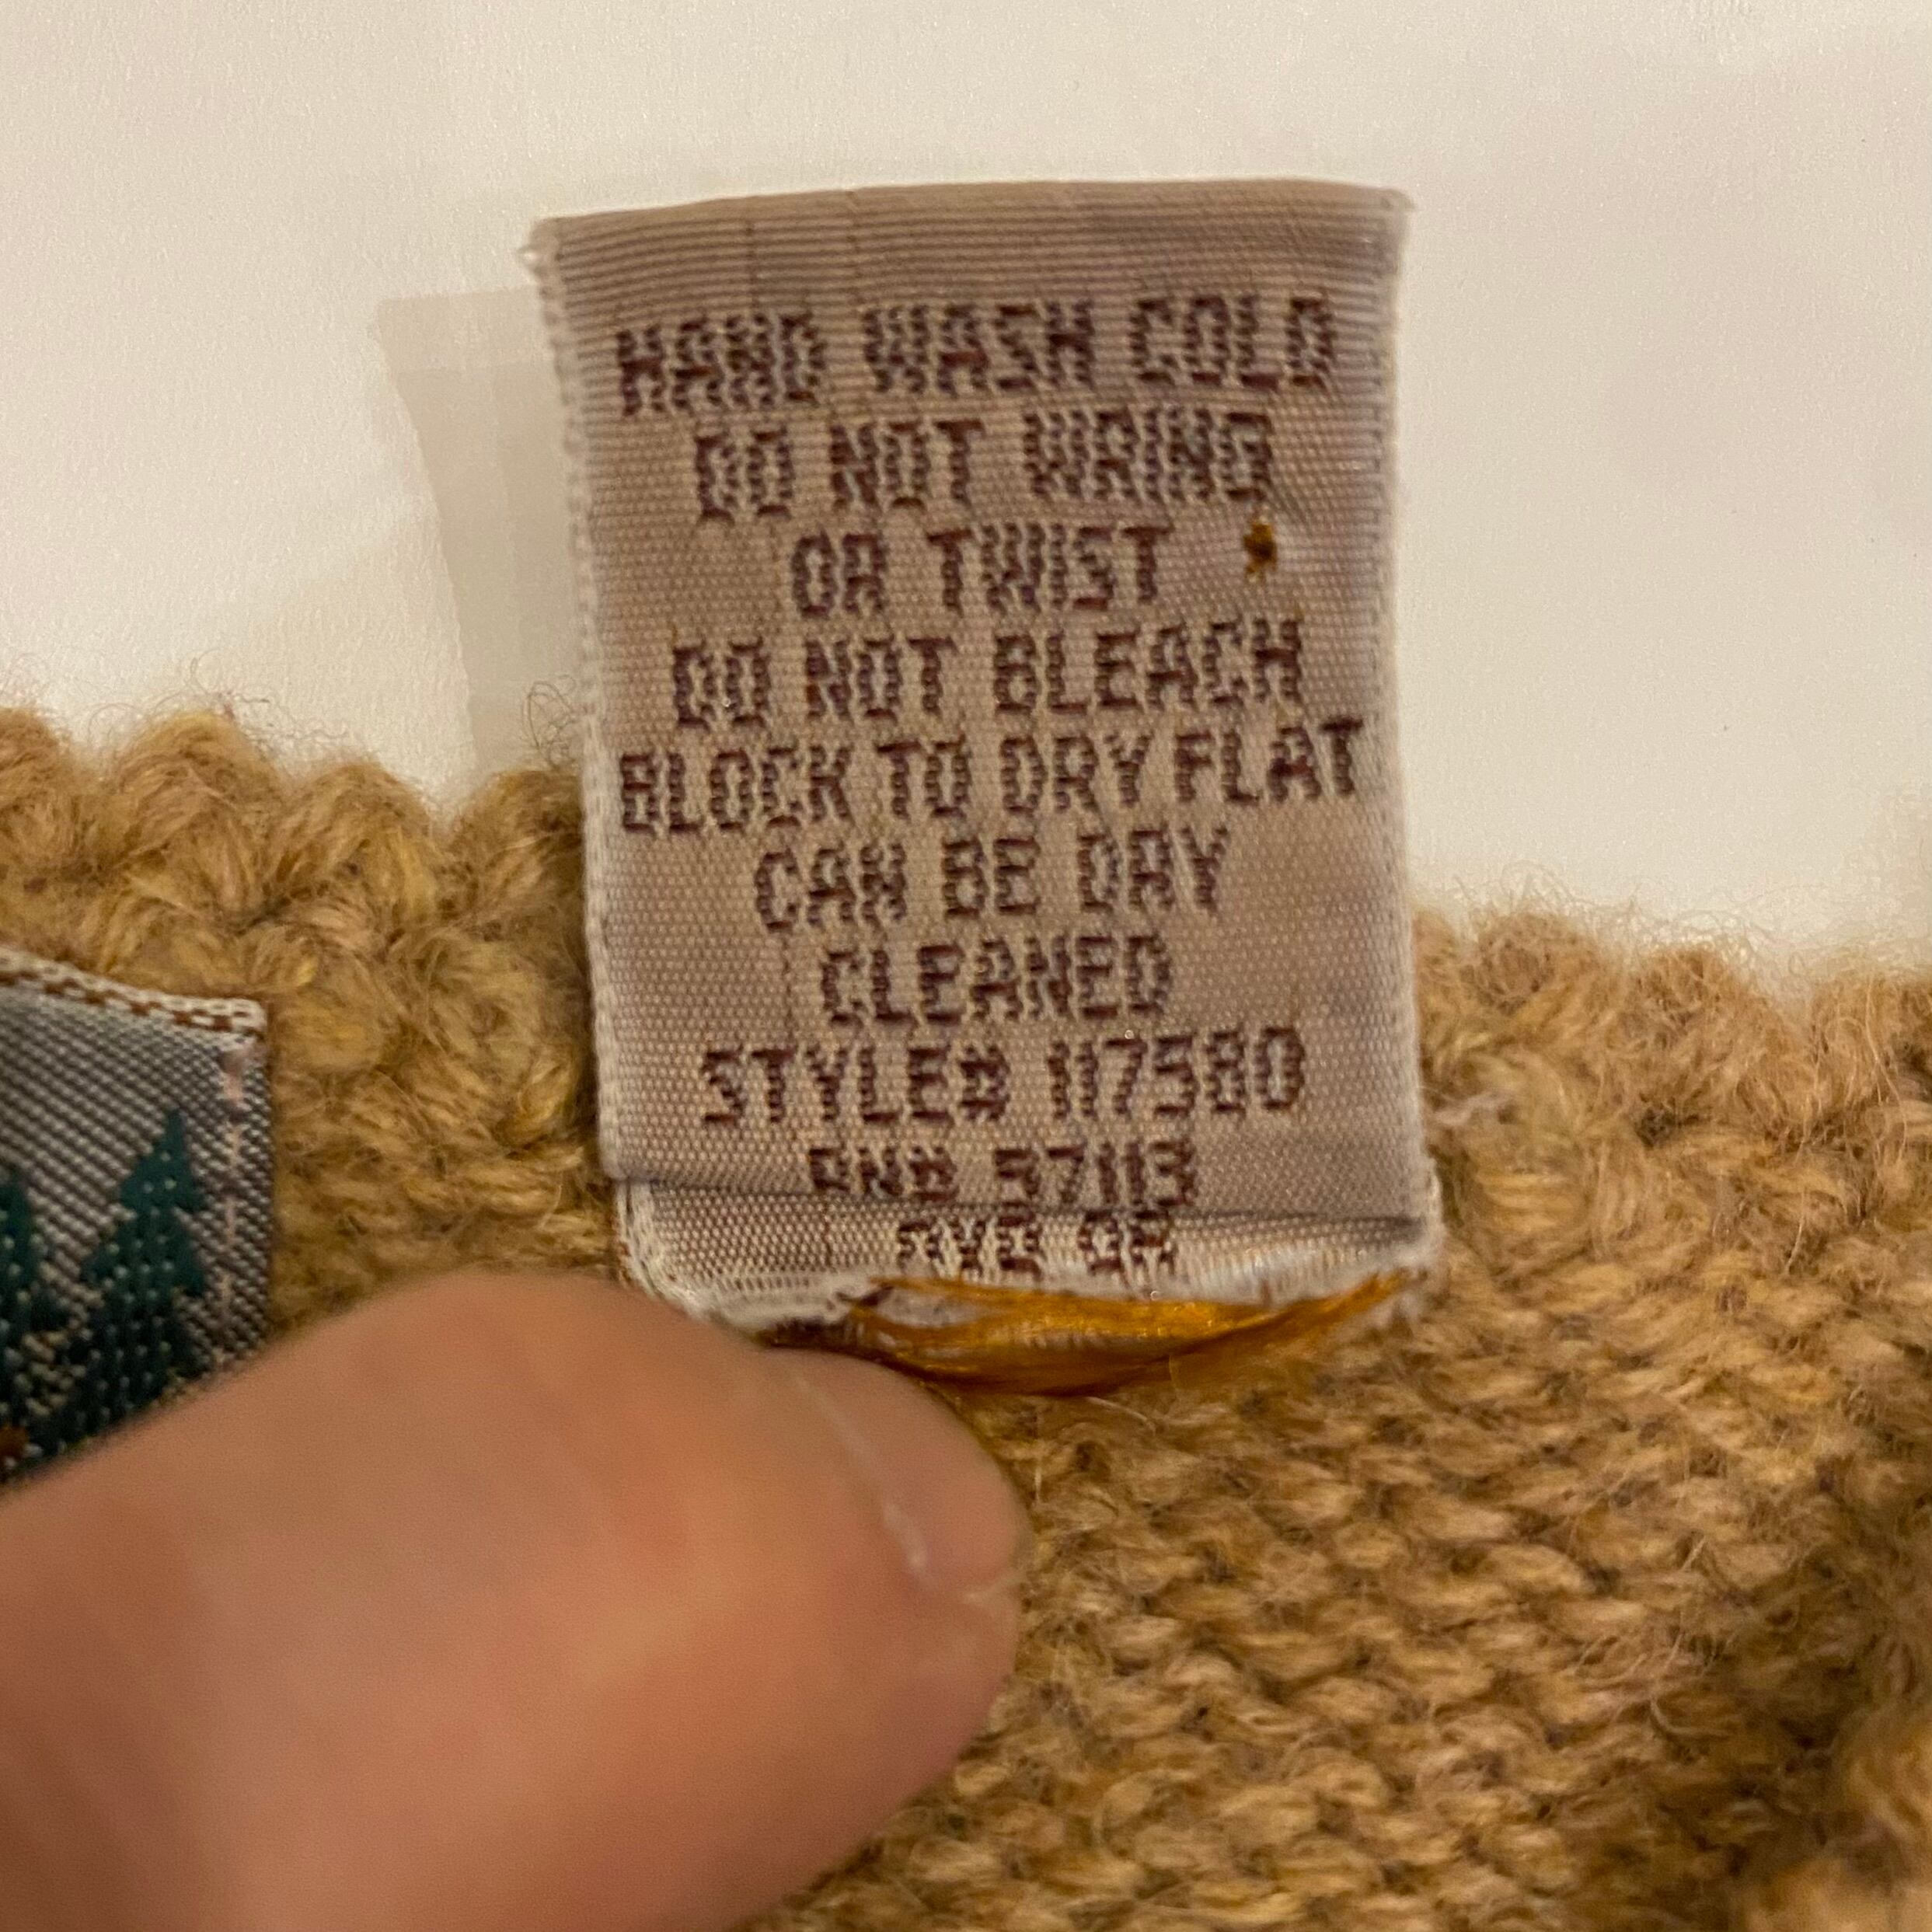 HAND WASH COLD
DO NOT WRING
OR TWIST
DO NOT BLEACH
BLOCK TO DRY FLAT
CAN BE DRY
CLEANED
STYLE# 117580
RN#